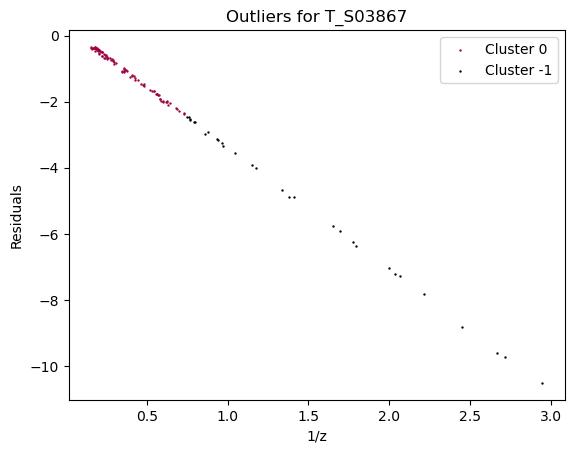 Outliers for T_S03867
Cluster 0
Cluster -1
Residuals
0
−2
−4
−6
−8
−10
0.5 1.0 1.5 2.0 2.5 3.0
1/z